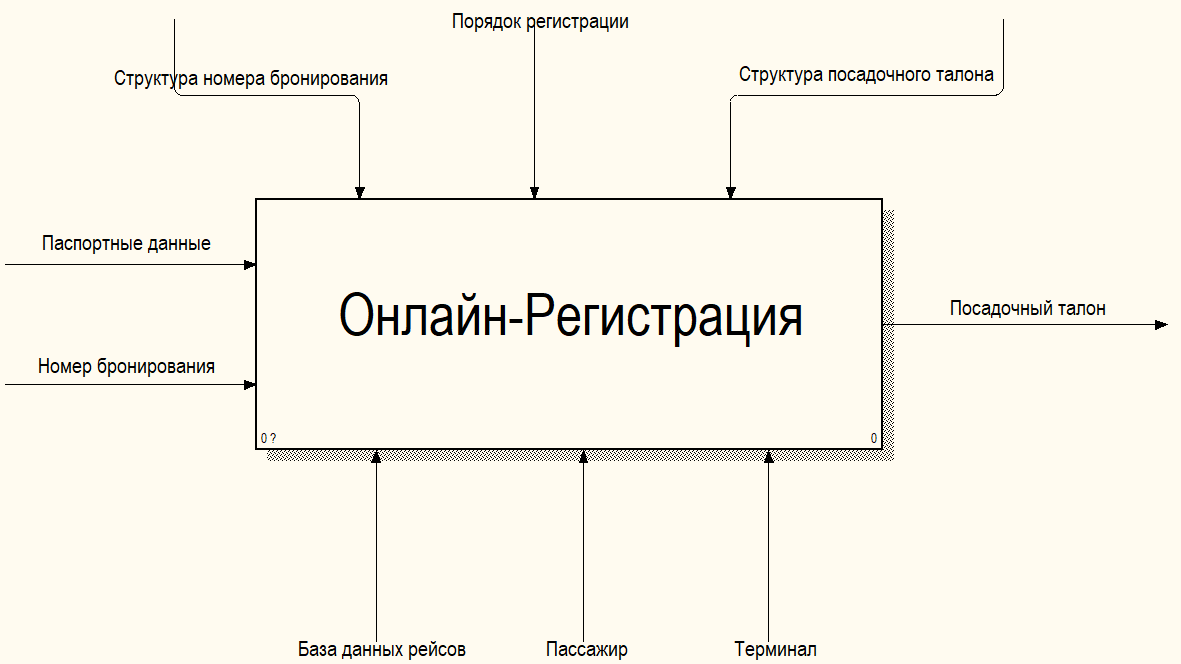 Порядок регистрации
Структура номера бронирования
Структура посадочного талона
Паспортные данные
Онлайн-Регистрация
Посадочный талон
Номер бронирования
0 ?
0
База данных рейсов
Пассажир
Терминал